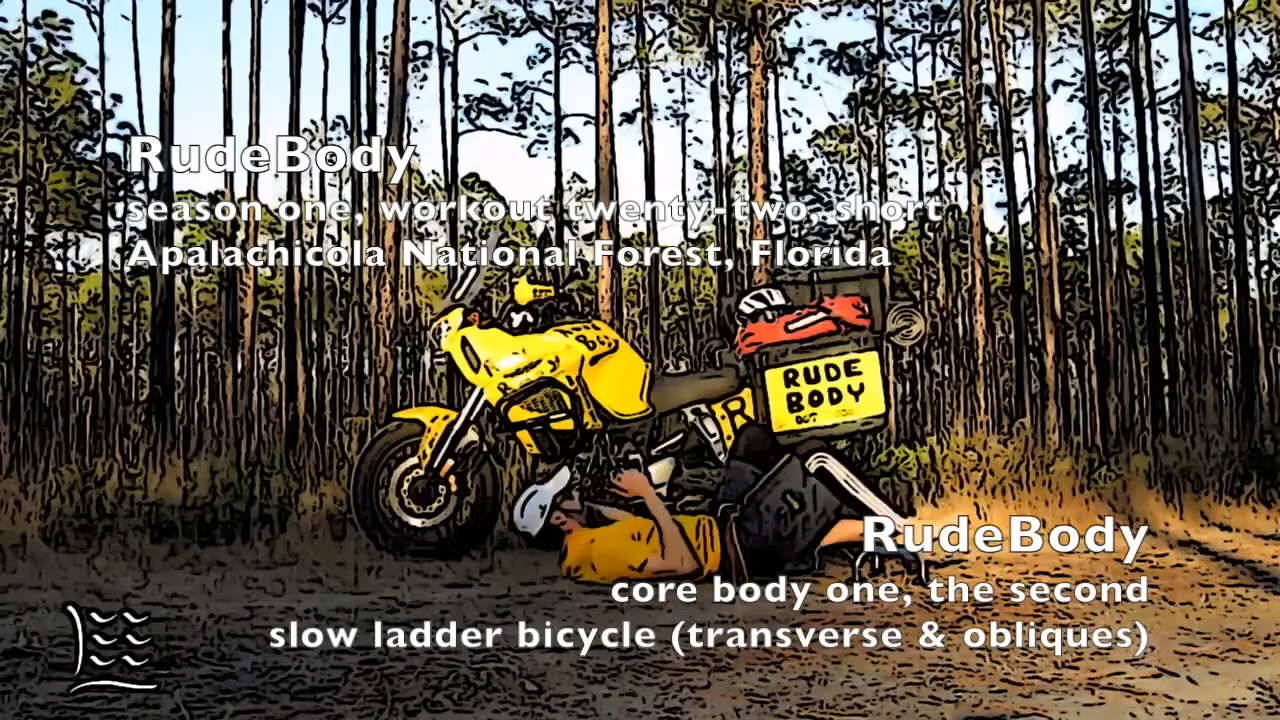 RudeBody
season one, workout twenty-two, short
Apalachicola National Forest, Florida
RUDE
BODY
R
RudeBody
core body one, the second
slow ladder bicycle (transverse & obliques)